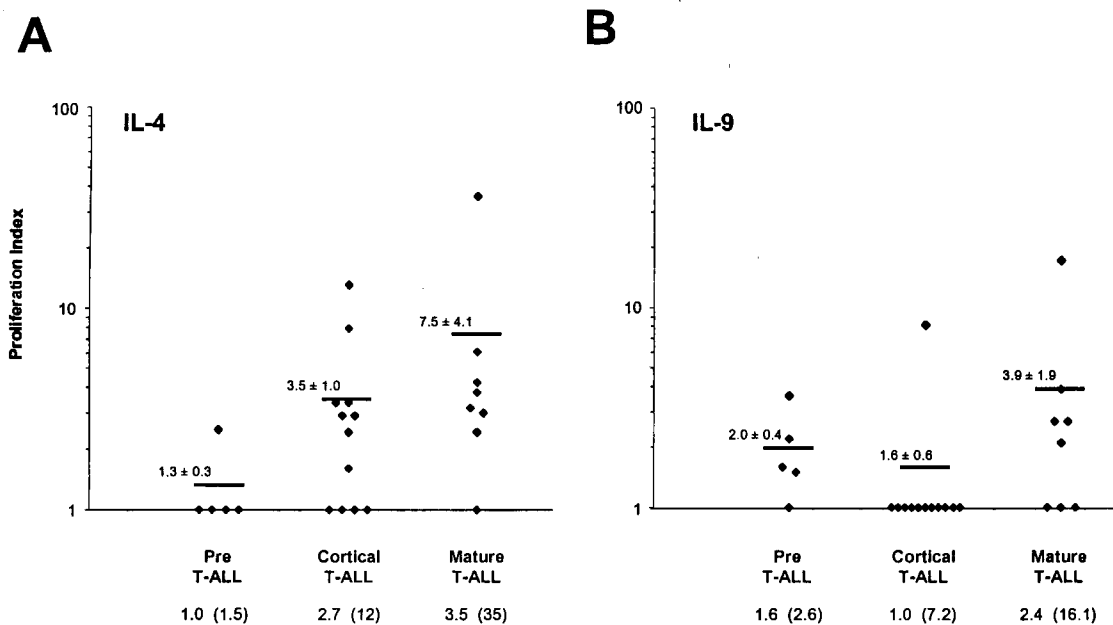 A
IL-4
100
10
1
Proliferation Index
1.3 ± 0.3
3.5 ± 1.0
7.5 ± 4.1
Pre
T-ALL
Cortical
T-ALL
Mature
T-ALL
1.0 (1.5)
2.7 (12)
3.5 (35)
B
IL-9
100
10
1
2.0 ± 0.4
1.6 ± 0.6
3.9 ± 1.9
Pre
T-ALL
Cortical
T-ALL
Mature
T-ALL
1.6 (2.6)
1.0 (7.2)
2.4 (16.1)